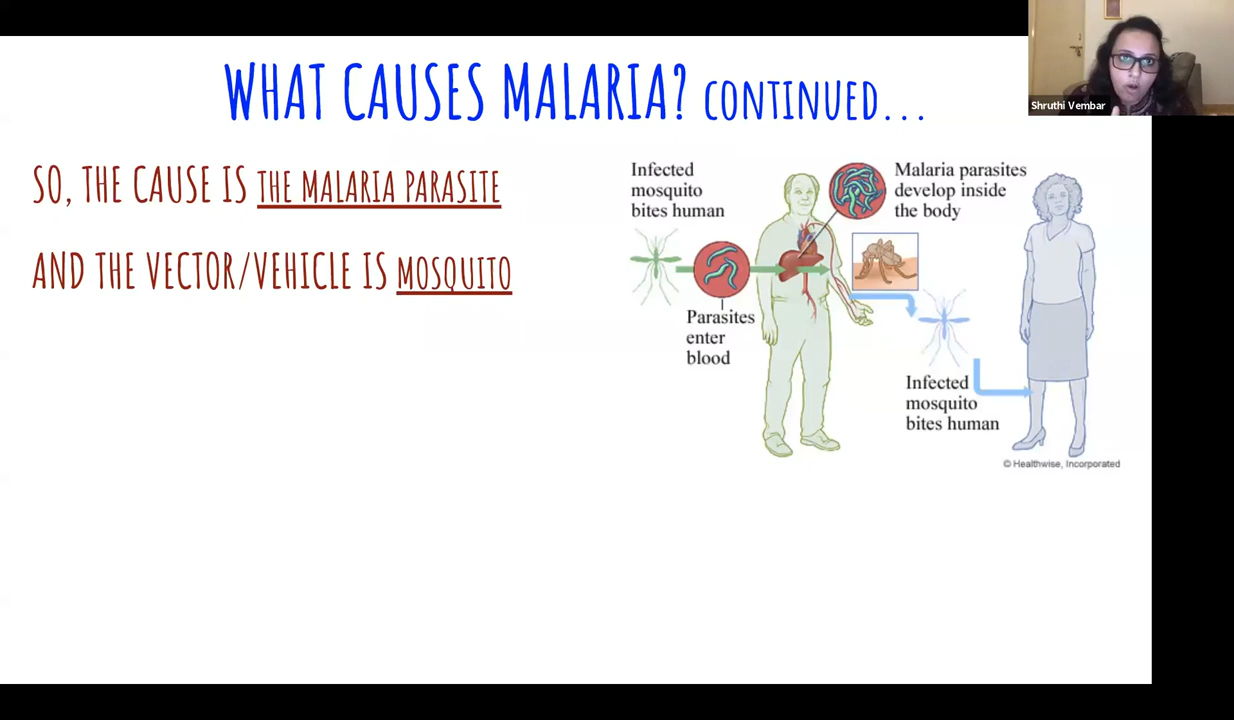 WHAT CAUSES MALARIA? CONTINUED...
Shruthi Vembar
SO, THE CAUSE IS THE MALARIA PARASITE
AND THE VECTOR/VEHICLE IS MOSQUITO
Infected
mosquito
bites human
Parasites
enter
blood
Malaria parasites
develop inside
the body
Infected
mosquito
bites human
© Healthwise, Incorporated